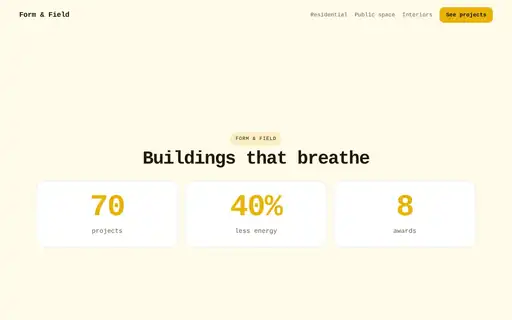 Form & Field
Residential Public space Interiors See projects
FORM & FIELD
Buildings that breathe
70 40% 8
projects less energy awards